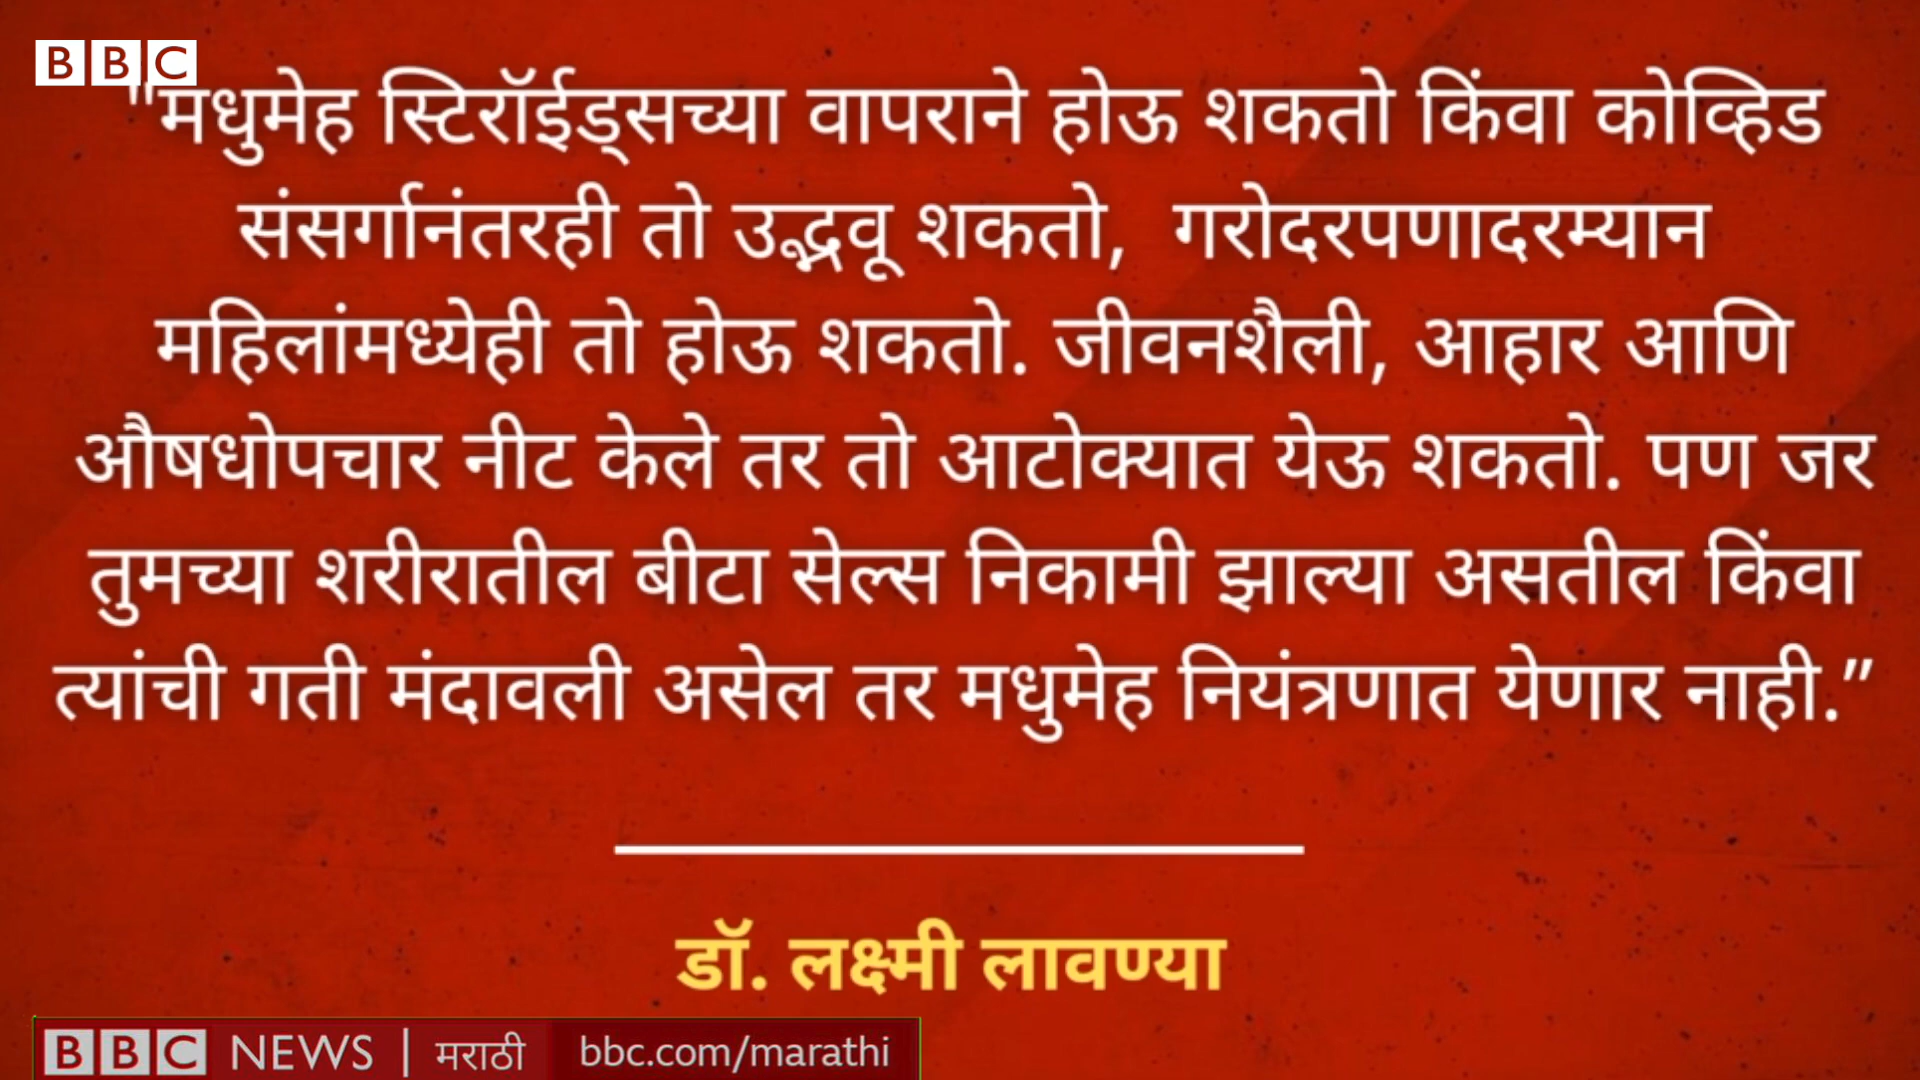 BBC
"मधुमेह स्टिरॉईड्सच्या वापराने होऊ शकतो किंवा कोव्हिड
संसर्गानंतरही तो उद्भवू शकतो, गरोदरपणादरम्यान
महिलांमध्येही तो होऊ शकतो. जीवनशैली, आहार आणि
औषधोपचार नीट केले तर तो आटोक्यात येऊ शकतो. पण जर
तुमच्या शरीरातील बीटा सेल्स निकामी झाल्या असतील किंवा
त्यांची गती मंदावली असेल तर मधुमेह नियंत्रणात येणार नाही.”
डॉ. लक्ष्मी लावण्या
BBC NEWS | मराठी bbc.com/marathi